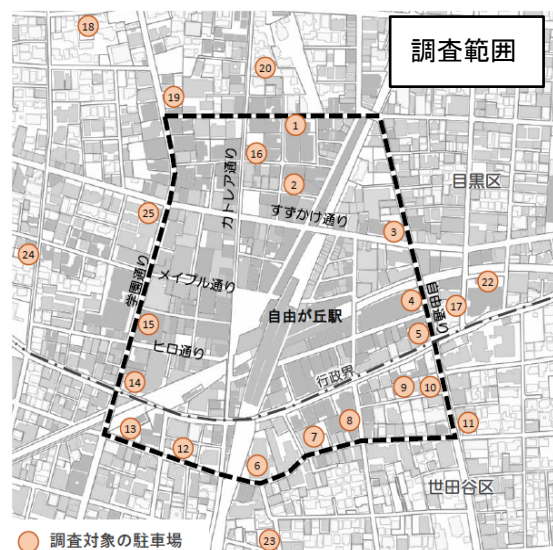 調査範囲
18
20
19
1
16
2
カトレア通り
目黒区
すずかけ通り
25
3
24
学園通り
メイプル通り
22
4
17
自由通り
自由が丘駅
15
5
ヒロ通り
行政界
14
9
10
13
8
11
7
12
6
世田谷区
23
調査対象の駐車場